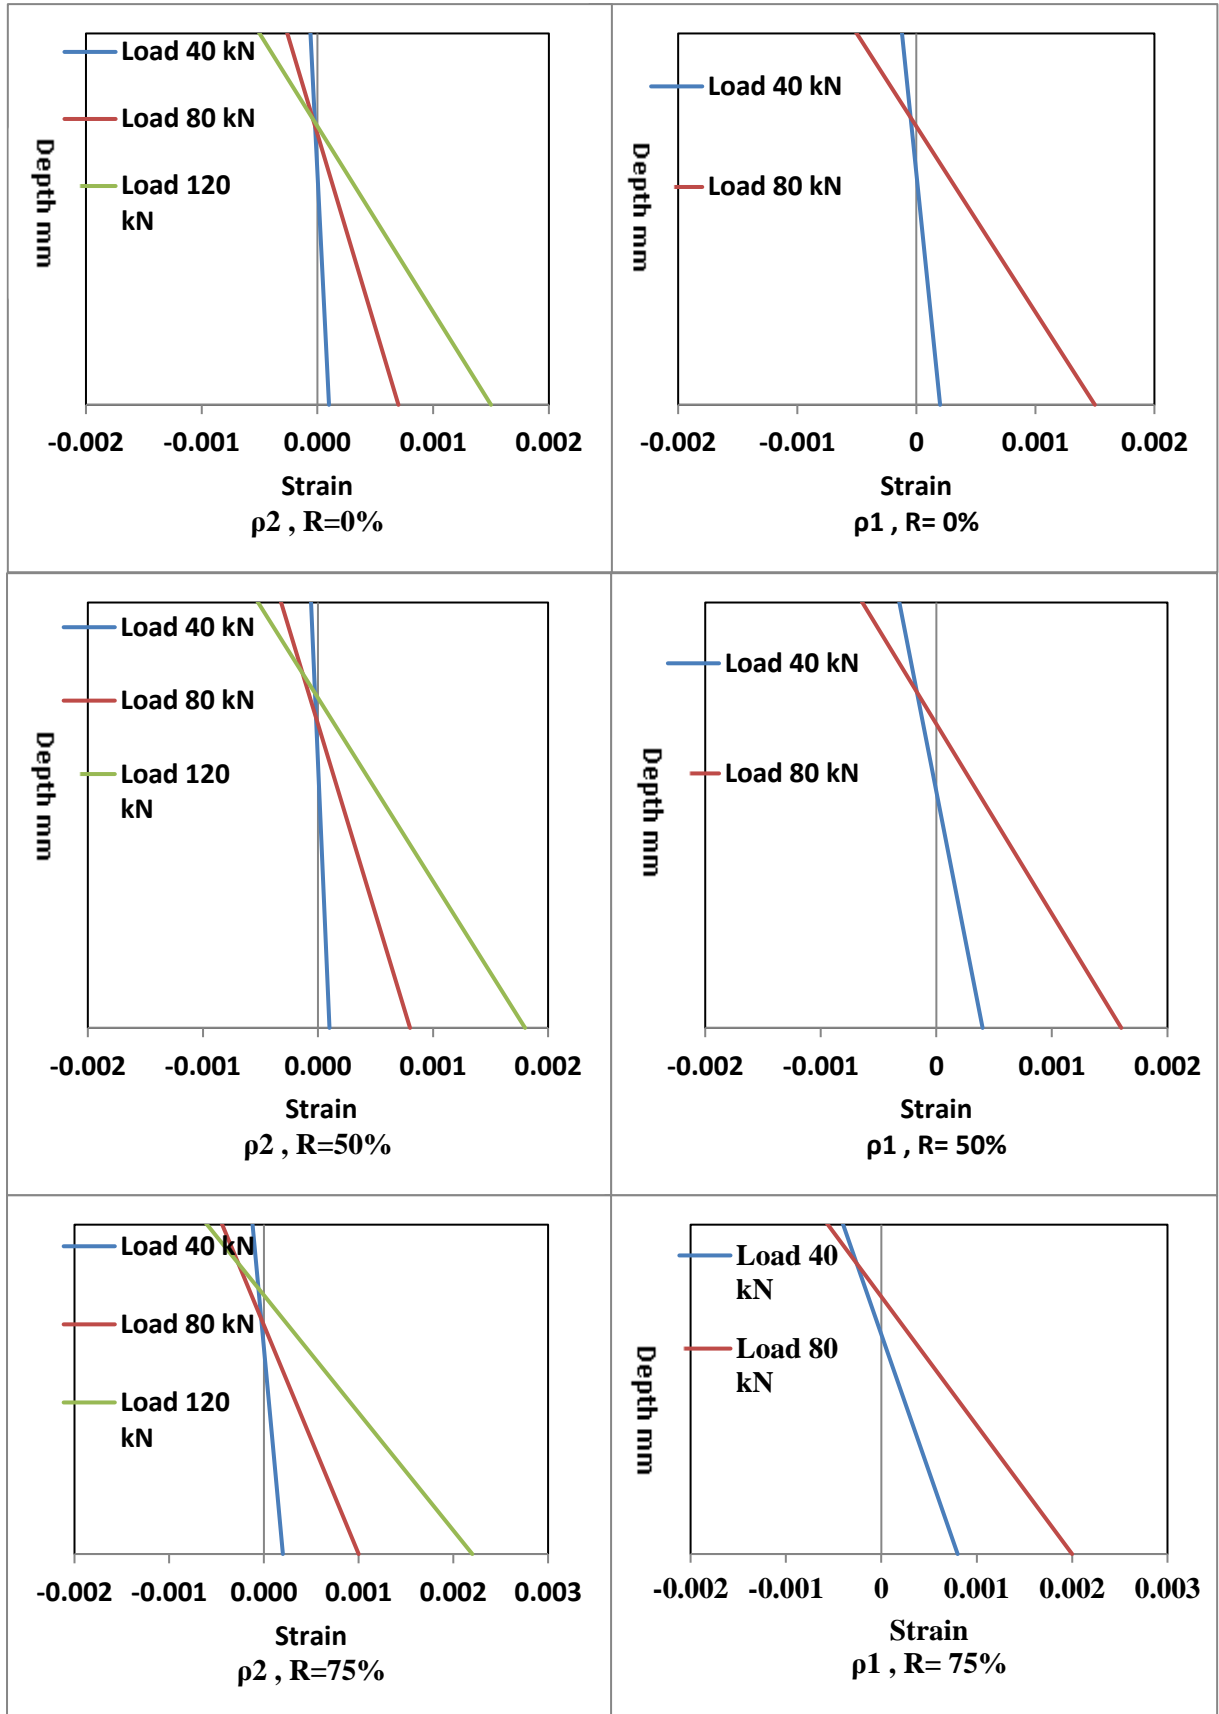 Load 40 kN
Load 80 kN
Load 120
kN
Depth mm
-0.002 -0.001 0.000 0.001 0.002
Strain
ρ2 , R=0%
Load 40 kN
Load 80 kN
Depth mm
-0.002 -0.001 0 0.001 0.002
Strain
ρ1 , R= 0%
Load 40 kN
Load 80 kN
Load 120
kN
Depth mm
-0.002 -0.001 0.000 0.001 0.002
Strain
ρ2 , R=50%
Load 40 kN
Load 80 kN
Depth mm
-0.002 -0.001 0 0.001 0.002
Strain
ρ1 , R= 50%
Load 40 kN
Load 80 kN
Load 120
kN
-0.002 -0.001 0.000 0.001 0.002 0.003
Strain
ρ2 , R=75%
Load 40
kN
Load 80
kN
Depth mm
-0.002 -0.001 0 0.001 0.002 0.003
Strain
ρ1 , R= 75%